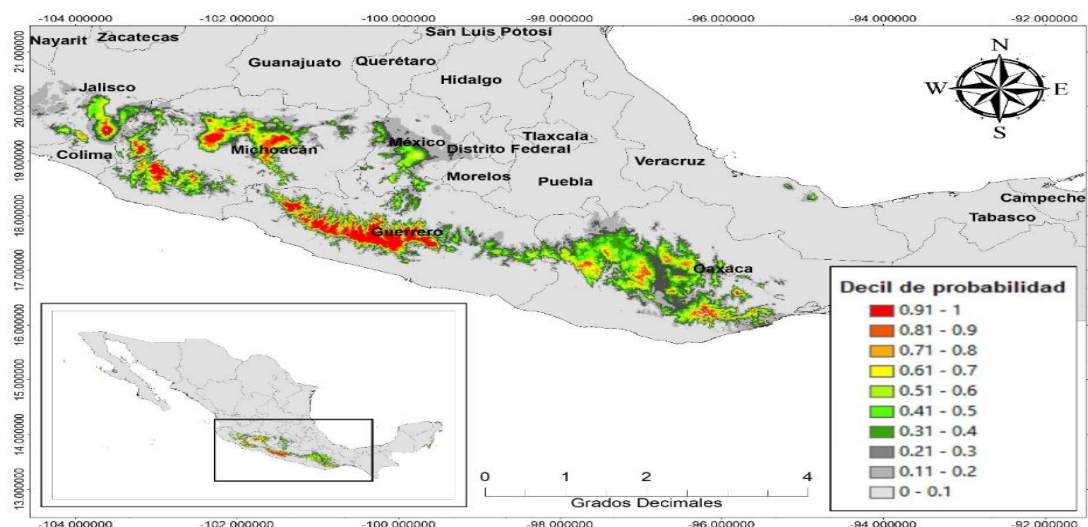 -104.000000 -102.000000 -100.000000 -98.000000 -96.000000 -94.000000 -92.000000
21.000000
20.000000
19.000000
18.000000
17.000000
16.000000
15.000000
14.000000
13.000000
Nayarit
Zacatecas
San Luis Potosí
Guanajuato
Querétaro
Hidalgo
Jalisco
Colima
Michoacán
México
Distrito Federal
Tlaxcala
Morelos
Puebla
Veracruz
Campeche
Tabasco
Guerrero
Oaxaca
N
W E
S
Decil de probabilidad
0.91 - 1
0.81 - 0.9
0.71 - 0.8
0.61 - 0.7
0.51 - 0.6
0.41 - 0.5
0.31 - 0.4
0.21 - 0.3
0.11 - 0.2
0 - 0.1
0 1 2 4
Grados Decimales
-104.000000 -102.000000 -100.000000 -98.000000 -96.000000 -94.000000 -92.000000